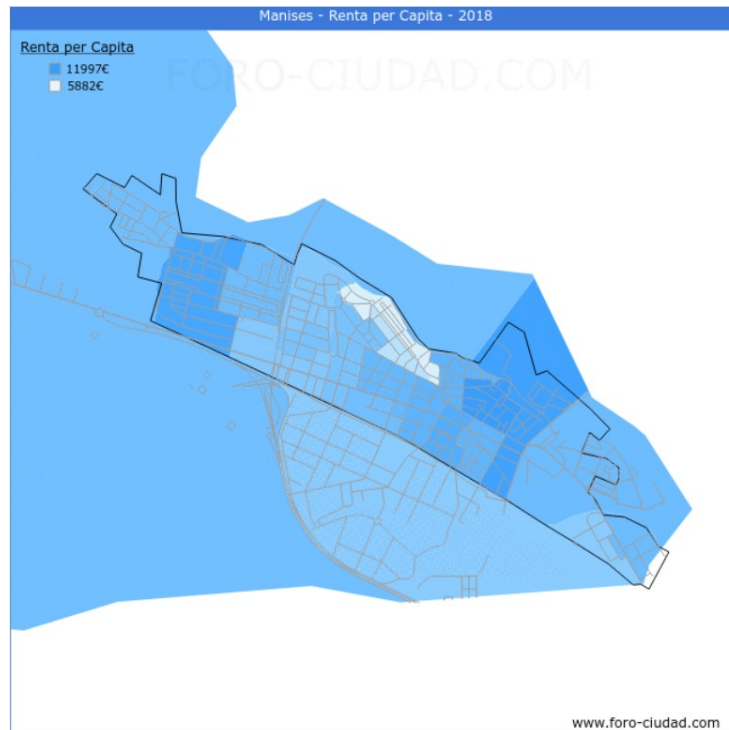 Manises - Renta per Capita - 2018
Renta per Capita
11997€
5882€
FORO-CIUDAD.COM
www.foro-ciudad.com